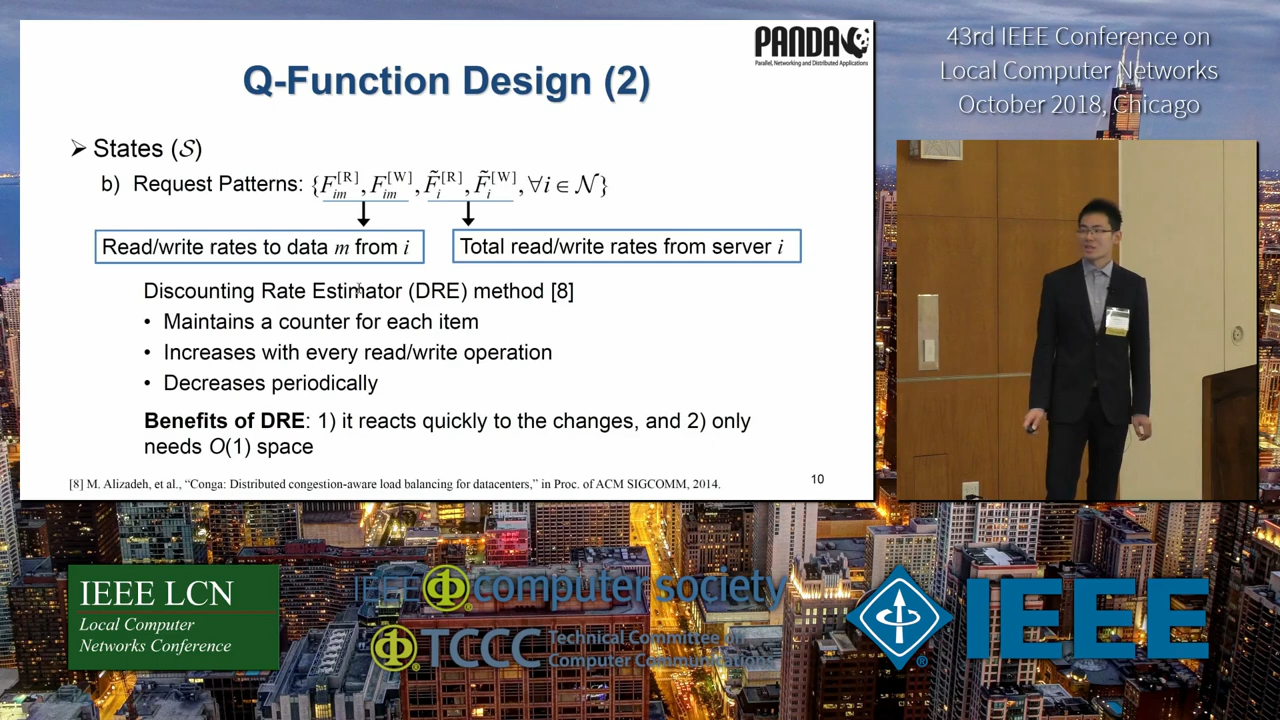 PANDA
Parallel, Networking and Distributed Applications
Q-Function Design (2)
➢ States (𝒮)
b) Request Patterns: {F_im^[R], F_im^[W], F̃_i^[R], F̃_i^[W], ∀i ∈ 𝒩}
Read/write rates to data m from i
Total read/write rates from server i
Discounting Rate Estimator (DRE) method [8]
• Maintains a counter for each item
• Increases with every read/write operation
• Decreases periodically
Benefits of DRE: 1) it reacts quickly to the changes, and 2) only
needs O(1) space
[8] M. Alizadeh, et al., “Conga: Distributed congestion-aware load balancing for datacenters,” in Proc. of ACM SIGCOMM, 2014.
10
43rd IEEE Conference on
Local Computer Networks
October 2018, Chicago
IEEE LCN
Local Computer
Networks Conference
IEEE computer society
TCCC Technical Committee on
Computer Communications
IEEE
®